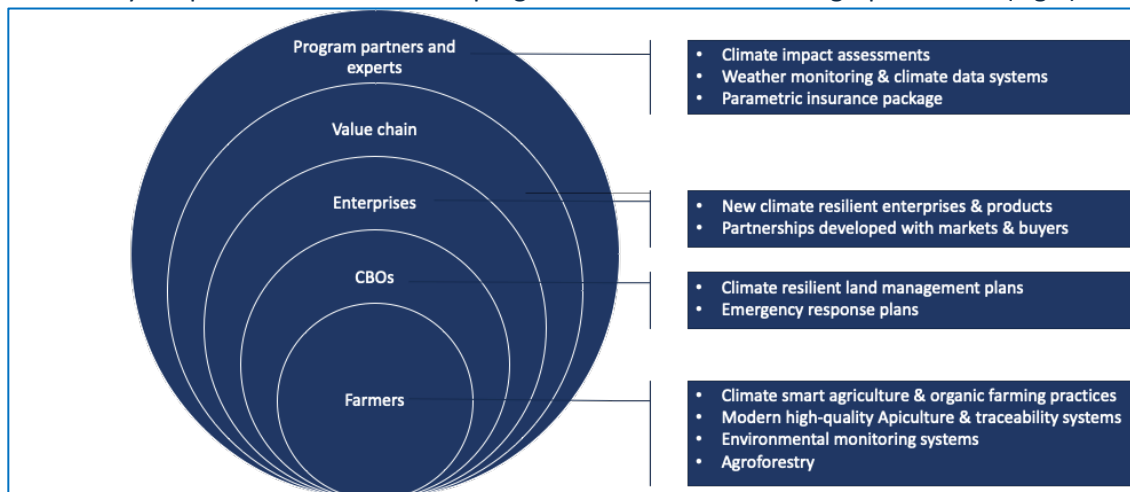 Program partners and
experts
Value chain
Enterprises
CBOs
Farmers
• Climate impact assessments
• Weather monitoring & climate data systems
• Parametric insurance package
• New climate resilient enterprises & products
• Partnerships developed with markets & buyers
• Climate resilient land management plans
• Emergency response plans
• Climate smart agriculture & organic farming practices
• Modern high-quality Apiculture & traceability systems
• Environmental monitoring systems
• Agroforestry